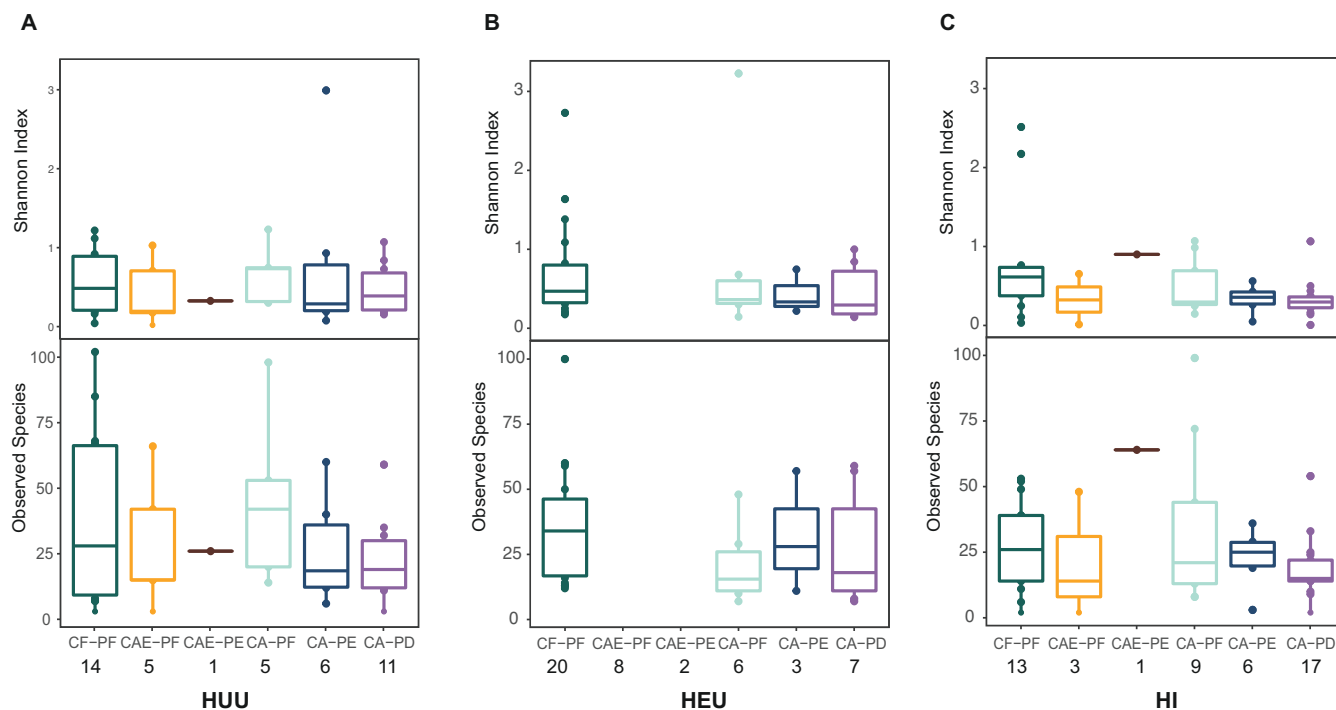 A
Shannon Index
3
2
1
0
Observed Species
100
75
50
25
0
CF-PF CAE-PF CAE-PE CA-PF CA-PE CA-PD
14 5 1 5 6 11
HUU
B
Shannon Index
3
2
1
0
Observed Species
100
75
50
25
0
CF-PF CAE-PF CAE-PE CA-PF CA-PE CA-PD
20 8 2 6 3 7
HEU
C
Shannon Index
3
2
1
0
Observed Species
100
75
50
25
0
CF-PF CAE-PF CAE-PE CA-PF CA-PE CA-PD
13 3 1 9 6 17
HI